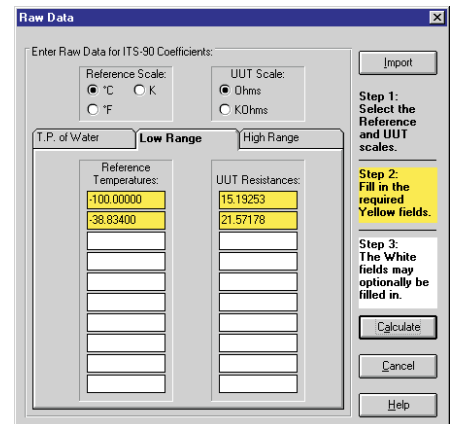 Raw Data
Enter Raw Data for ITS-90 Coefficients:
Reference Scale:
°C K
°F
UUT Scale:
Ohms
KOhms
T.P. of Water Low Range High Range
Reference
Temperatures:
UUT Resistances:
-100.00000 15.19253
-38.83400 21.57178
Import
Step 1:
Select the
Reference
and UUT
scales.
Step 2:
Fill in the
required
Yellow fields.
Step 3:
The White
fields may
optionally be
filled in.
Calculate
Cancel
Help